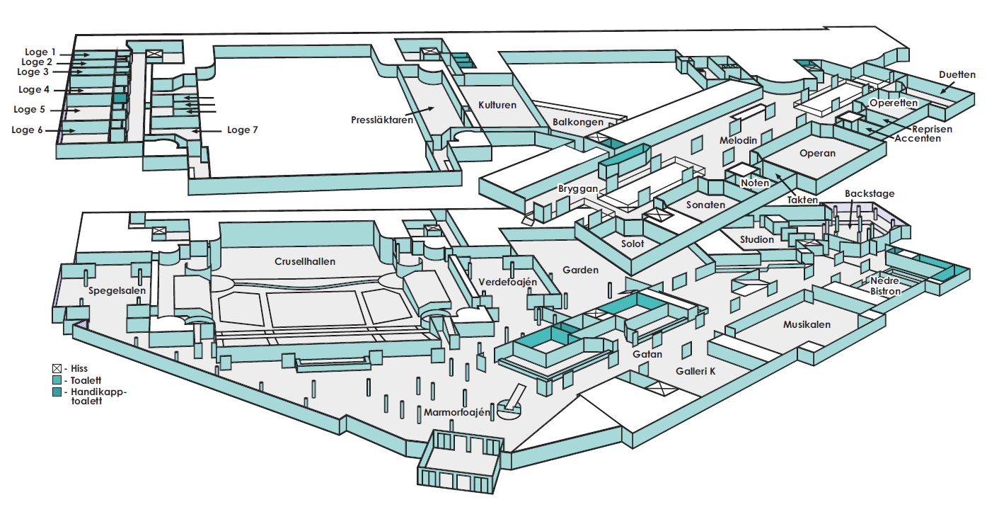 Loge 1
Loge 2
Loge 3
Loge 4
Loge 5
Loge 6
Loge 7
Pressläktaren
Kulturen
Balkongen
Duetten
Operetten
Reprisen
Accenten
Melodin
Operan
Bryggan
Noten
Takten
Sonaten
Solot
Backstage
Studion
Crusellhallen
Spegelsalen
Verdefoajén
Garden
Nedre
Bistron
Musikalen
Gatan
Galleri K
Marmorfoajén
- Hiss
- Toalett
- Handikapp-
toalett